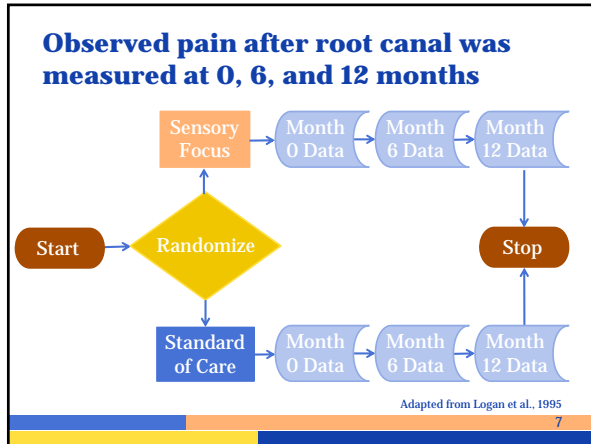 Observed pain after root canal was
measured at 0, 6, and 12 months
Sensory
Focus
Month
0 Data
Month
6 Data
Month
12 Data
Start
Randomize
Stop
Standard
of Care
Month
0 Data
Month
6 Data
Month
12 Data
Adapted from Logan et al., 1995
7